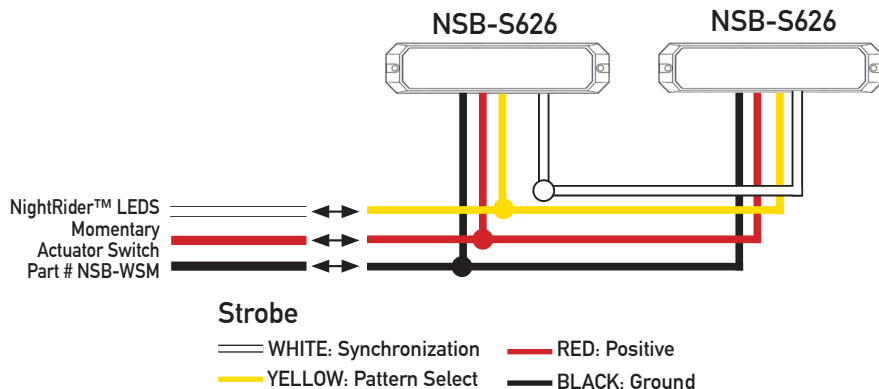 NSB-S626
NSB-S626
NightRider™ LEDS
Momentary
Actuator Switch
Part # NSB-WSM
Strobe
WHITE: Synchronization
RED: Positive
YELLOW: Pattern Select
BLACK: Ground